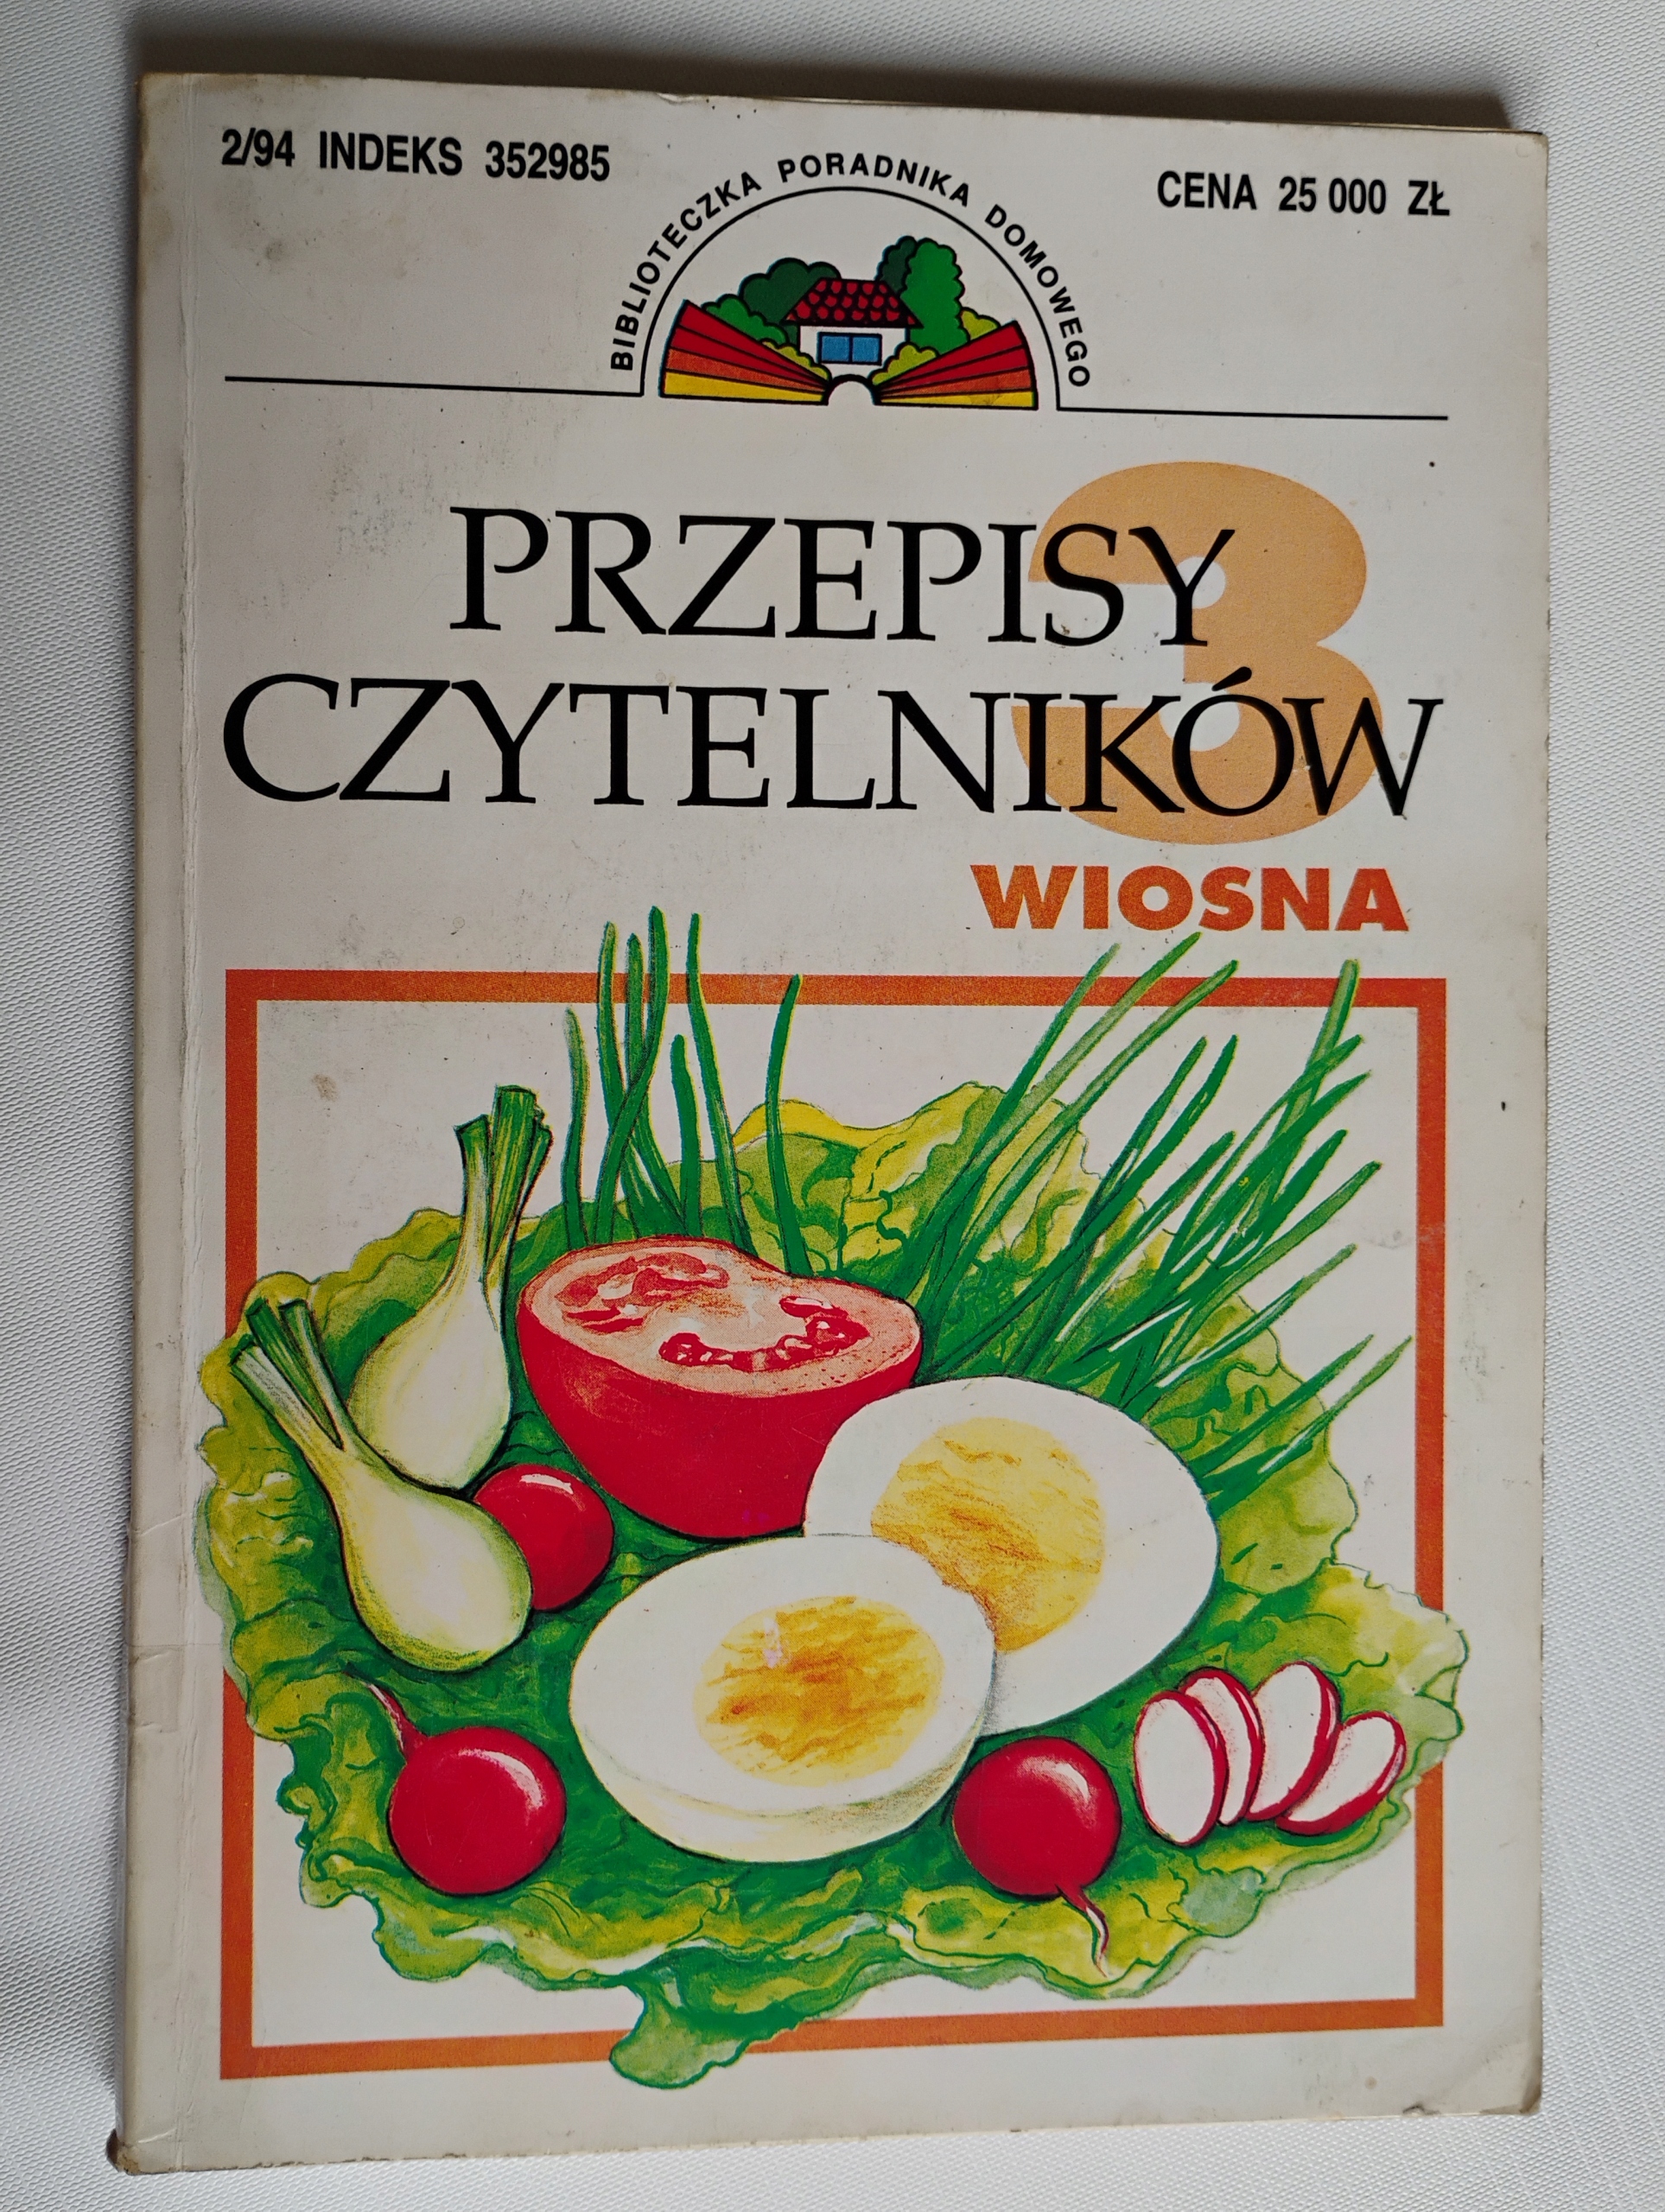 2/94 INDEKS 352985
CENA 25 000 ZŁ
BIBLIOTECZKA PORADNIKA DOMOWEGO
3
PRZEPISY
CZYTELNIKÓW
WIOSNA